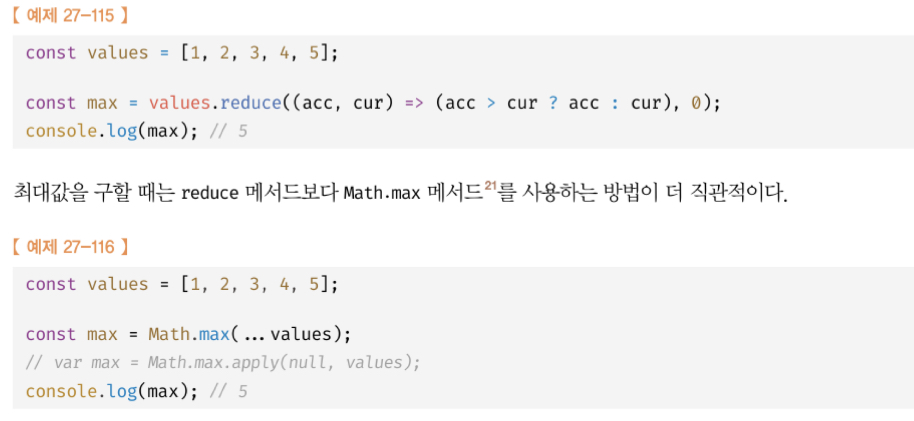 【 예제 27-115 】
const values = [1, 2, 3, 4, 5];
const max = values.reduce((acc, cur) => (acc > cur ? acc : cur), 0);
console.log(max); // 5
최대값을 구할 때는 reduce 메서드보다 Math.max 메서드21를 사용하는 방법이 더 직관적이다.
【 예제 27-116 】
const values = [1, 2, 3, 4, 5];
const max = Math.max(...values);
// var max = Math.max.apply(null, values);
console.log(max); // 5